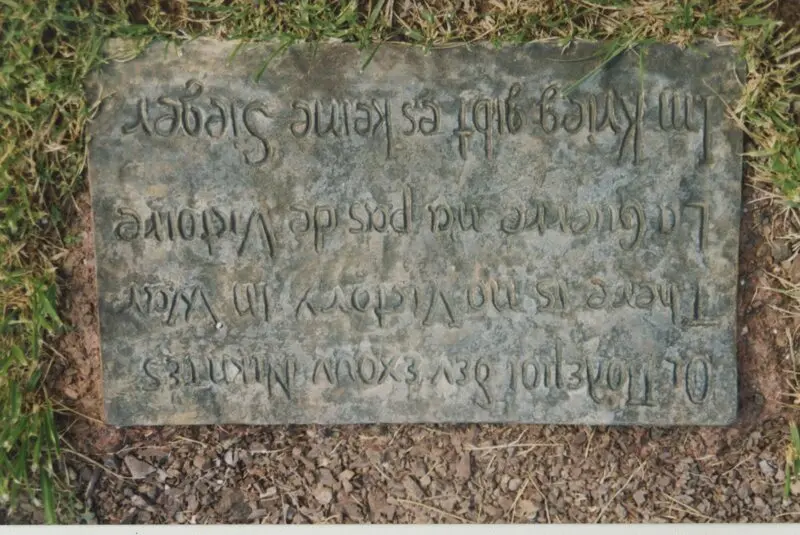 Οι Πολεμοι δεν εχουν Νικητες
There is no Victory in War
La Guerre na pas de Victoire
Im Krieg gibt es keine Sieger